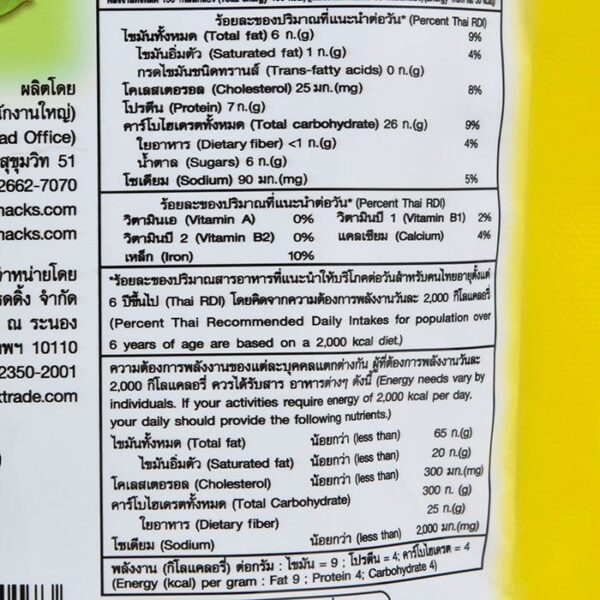 ร้อยละของปริมาณที่แนะนำต่อวัน* (Percent Thai RDI)
ไขมันทั้งหมด (Total fat) 6 ก.(g) 9%
ไขมันอิ่มตัว (Saturated fat) 1 ก.(g) 4%
กรดไขมันชนิดทรานส์ (Trans-fatty acids) 0 ก.(g)
โคเลสเตอรอล (Cholesterol) 25 มก.(mg) 8%
โปรตีน (Protein) 7 ก.(g)
คาร์โบไฮเดรตทั้งหมด (Total carbohydrate) 26 ก.(g) 9%
ใยอาหาร (Dietary fiber) <1 ก.(g) 4%
น้ำตาล (Sugars) 6 ก.(g)
โซเดียม (Sodium) 90 มก.(mg) 5%
ร้อยละของปริมาณที่แนะนำต่อวัน* (Percent Thai RDI)
วิตามินเอ (Vitamin A) 0% วิตามินบี 1 (Vitamin B1) 2%
วิตามินบี 2 (Vitamin B2) 0% แคลเซียม (Calcium) 4%
เหล็ก (Iron) 10%
*ร้อยละของปริมาณสารอาหารที่แนะนำให้บริโภคต่อวันสำหรับคนไทยอายุตั้งแต่
6 ปีขึ้นไป (Thai RDI) โดยคิดจากความต้องการพลังงานวันละ 2,000 กิโลแคลอรี่
(Percent Thai Recommended Daily Intakes for population over
6 years of age are based on a 2,000 kcal diet.)
ความต้องการพลังงานของแต่ละบุคคลแตกต่างกัน ผู้ที่ต้องการพลังงานวันละ
2,000 กิโลแคลอรี่ ควรได้รับสาร อาหารต่างๆ ดังนี้ (Energy needs vary by
individuals. If your activities require energy of 2,000 kcal per day,
your daily should provide the following nutrients.)
ไขมันทั้งหมด (Total fat) น้อยกว่า (less than) 65 ก.(g)
ไขมันอิ่มตัว (Saturated fat) น้อยกว่า (less than) 20 ก.(g)
โคเลสเตอรอล (Cholesterol) น้อยกว่า (less than) 300 มก.(mg)
คาร์โบไฮเดรตทั้งหมด (Total Carbohydrate) 300 ก. (g)
ใยอาหาร (Dietary fiber) 25 ก.(g)
โซเดียม (Sodium) น้อยกว่า (less than) 2,000 มก.(mg)
พลังงาน (กิโลแคลอรี่) ต่อกรัม : ไขมัน = 9 ; โปรตีน = 4; คาร์โบไฮเดรต = 4
(Energy (kcal) per gram : Fat 9 ; Protein 4; Carbohydrate 4)
ผลิตโดย
นักงานใหญ่)
ad Office)
สุขุมวิท 51
2662-7070
nacks.com
nacks.com
จำหน่ายโดย
รดดิ้ง จำกัด
ณ ระนอง
ทพฯ 10110
2350-2001
xtrade.com